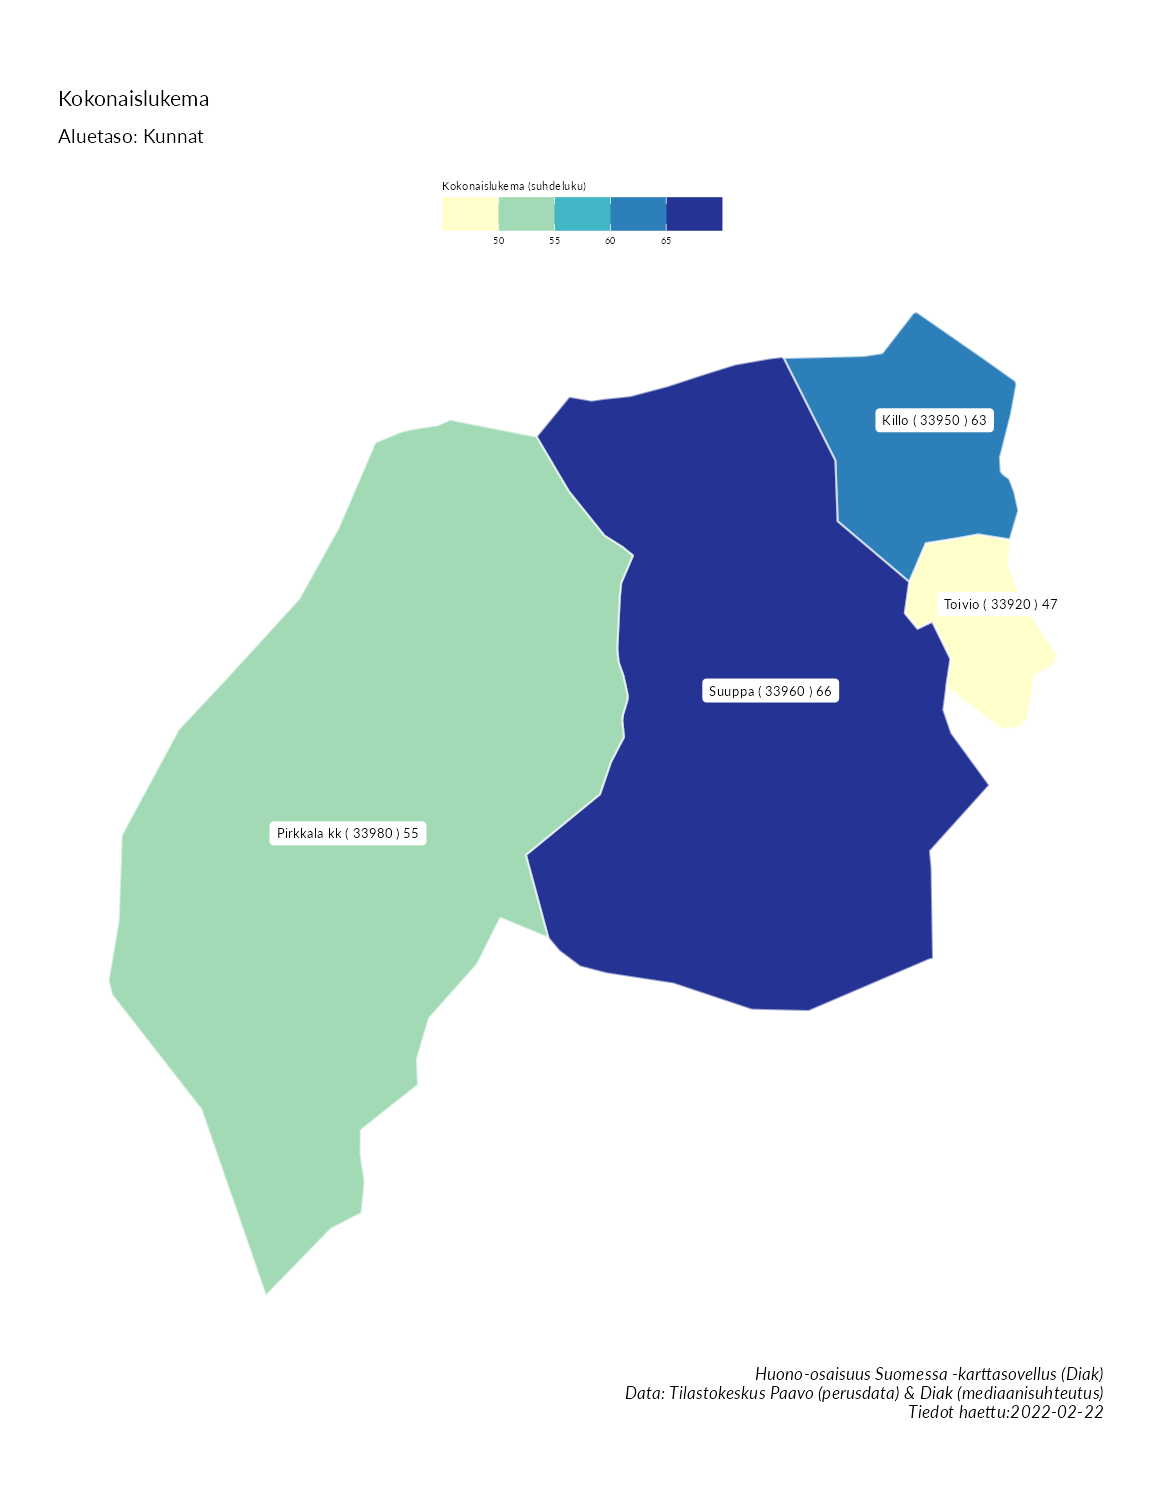 Kokonaislukema
Aluetaso: Kunnat
Kokonaislukema (suhdeluku)
50 55 60 65
Killo ( 33950 ) 63
Toivio ( 33920 ) 47
Suuppa ( 33960 ) 66
Pirkkala kk ( 33980 ) 55
Huono-osaisuus Suomessa -karttasovellus (Diak)
Data: Tilastokeskus Paavo (perusdata) & Diak (mediaanisuhteutus)
Tiedot haettu:2022-02-22